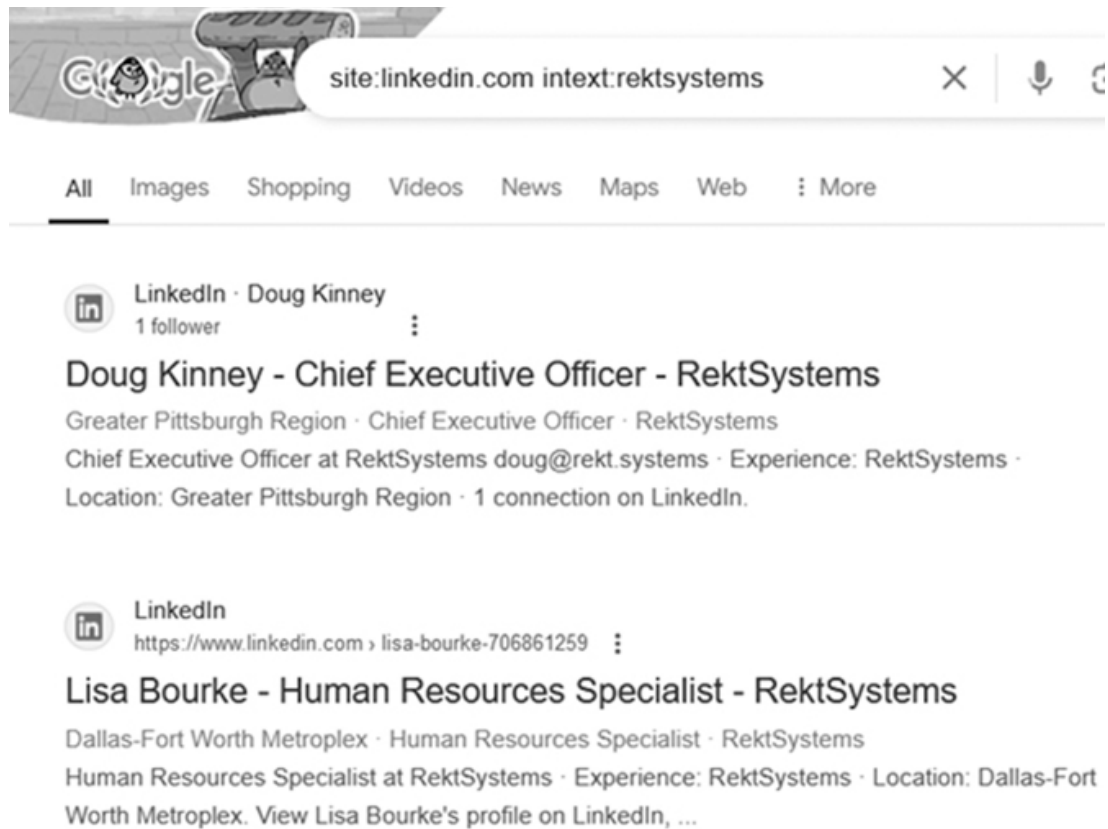 Google
site:linkedin.com intext:rektsystems
All Images Shopping Videos News Maps Web More
LinkedIn · Doug Kinney
1 follower
Doug Kinney - Chief Executive Officer - RektSystems
Greater Pittsburgh Region · Chief Executive Officer · RektSystems
Chief Executive Officer at RektSystems doug@rekt.systems · Experience: RektSystems ·
Location: Greater Pittsburgh Region · 1 connection on LinkedIn.
LinkedIn
https://www.linkedin.com › lisa-bourke-706861259
Lisa Bourke - Human Resources Specialist - RektSystems
Dallas-Fort Worth Metroplex · Human Resources Specialist · RektSystems
Human Resources Specialist at RektSystems · Experience: RektSystems · Location: Dallas-Fort
Worth Metroplex. View Lisa Bourke's profile on LinkedIn, ...